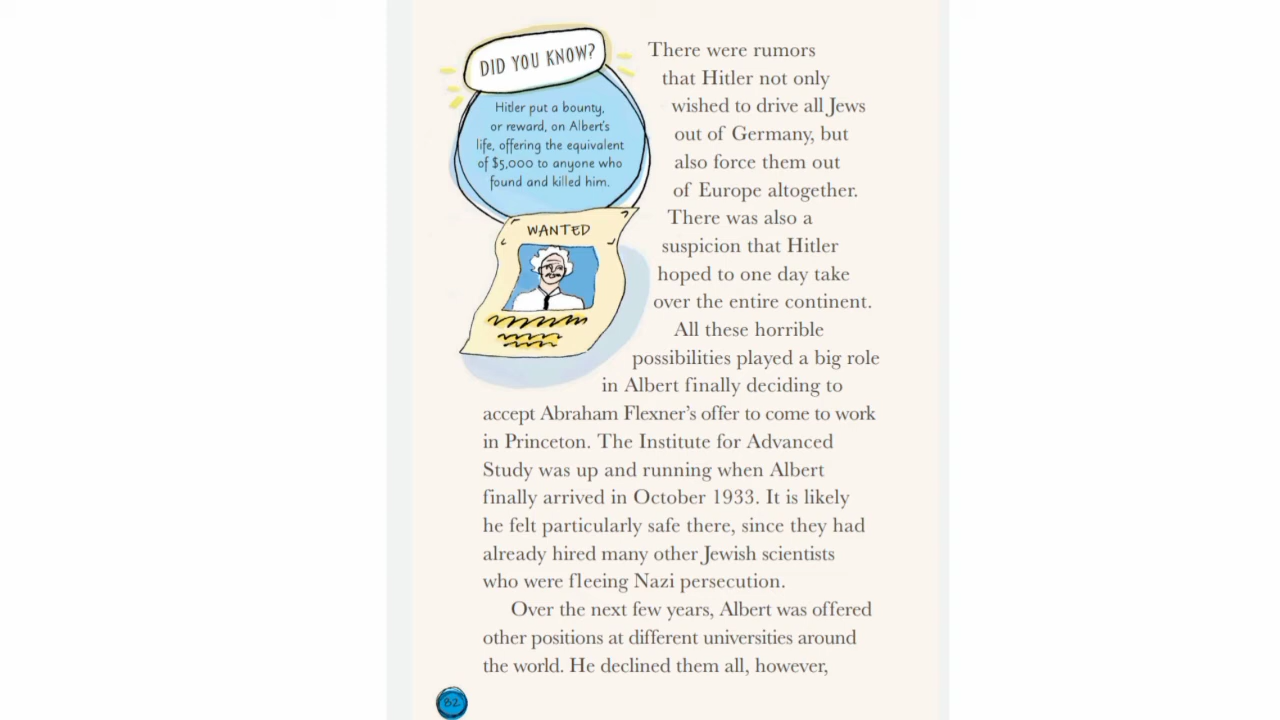 DID YOU KNOW?
Hitler put a bounty,
or reward, on Albert's
life, offering the equivalent
of $5,000 to anyone who
found and killed him.
WANTED
There were rumors
that Hitler not only
wished to drive all Jews
out of Germany, but
also force them out
of Europe altogether.
There was also a
suspicion that Hitler
hoped to one day take
over the entire continent.
All these horrible
possibilities played a big role
in Albert finally deciding to
accept Abraham Flexner’s offer to come to work
in Princeton. The Institute for Advanced
Study was up and running when Albert
finally arrived in October 1933. It is likely
he felt particularly safe there, since they had
already hired many other Jewish scientists
who were fleeing Nazi persecution.
Over the next few years, Albert was offered
other positions at different universities around
the world. He declined them all, however,
82